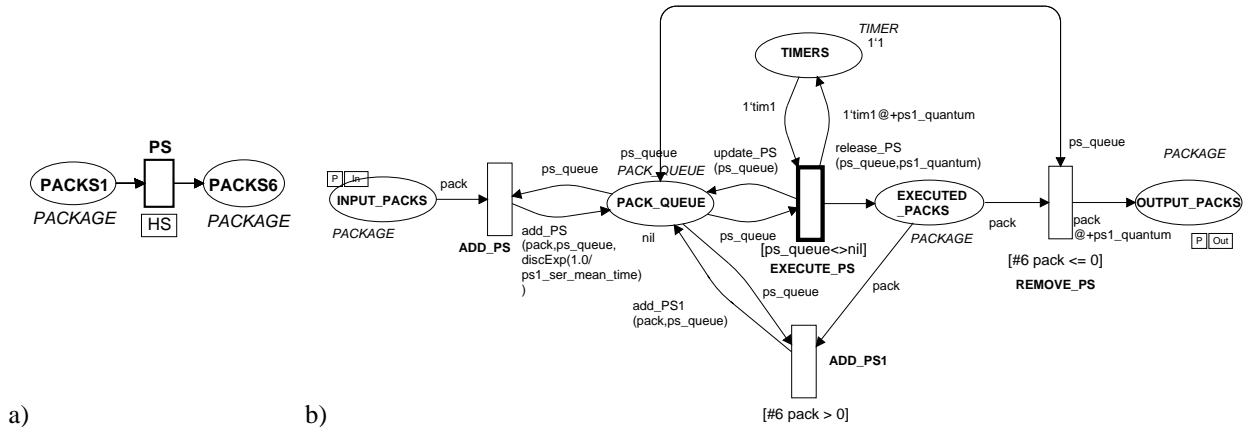 PS
PACKS1
PACKS6
PACKAGE
HS
PACKAGE
a)
TIMER
1'1
TIMERS
1'tim1
1'tim1@+ps1_quantum
ps_queue
PACK_QUEUE
update_PS
(ps_queue)
release_PS
(ps_queue,ps1_quantum)
ps_queue
PACKAGE
P In
INPUT_PACKS
PACKAGE
pack
ps_queue
PACK_QUEUE
nil
ps_queue
EXECUTED
_PACKS
PACKAGE
pack
pack
@+ps1_quantum
OUTPUT_PACKS
P Out
ADD_PS
add_PS
(pack,ps_queue,
discExp(1.0/
ps1_ser_mean_time)
)
[ps_queue<>nil]
EXECUTE_PS
[#6 pack <= 0]
REMOVE_PS
ps_queue
pack
add_PS1
(pack,ps_queue)
ADD_PS1
[#6 pack > 0]
b)